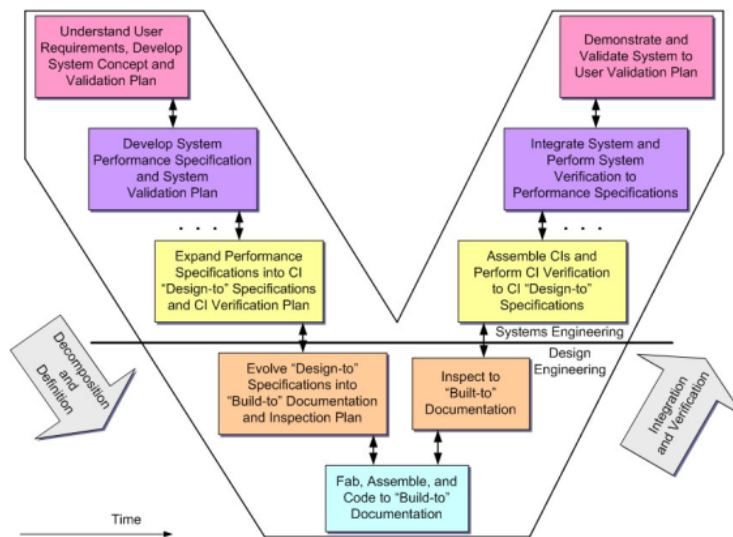 Understand User
Requirements, Develop
System Concept and
Validation Plan
Demonstrate and
Validate System to
User Validation Plan
Develop System
Performance Specification
and System
Validation Plan
Integrate System and
Perform System
Verification to
Performance Specifications
. . .
. . .
Expand Performance
Specifications into CI
“Design-to” Specifications
and CI Verification Plan
Assemble CIs and
Perform CI Verification
to CI “Design-to”
Specifications
Systems Engineering
Design
Engineering
Decomposition
and
Definition
Evolve “Design-to”
Specifications into
“Build-to” Documentation
and Inspection Plan
Inspect to
“Built-to”
Documentation
Integration
and Verification
Fab, Assemble, and
Code to “Build-to”
Documentation
Time